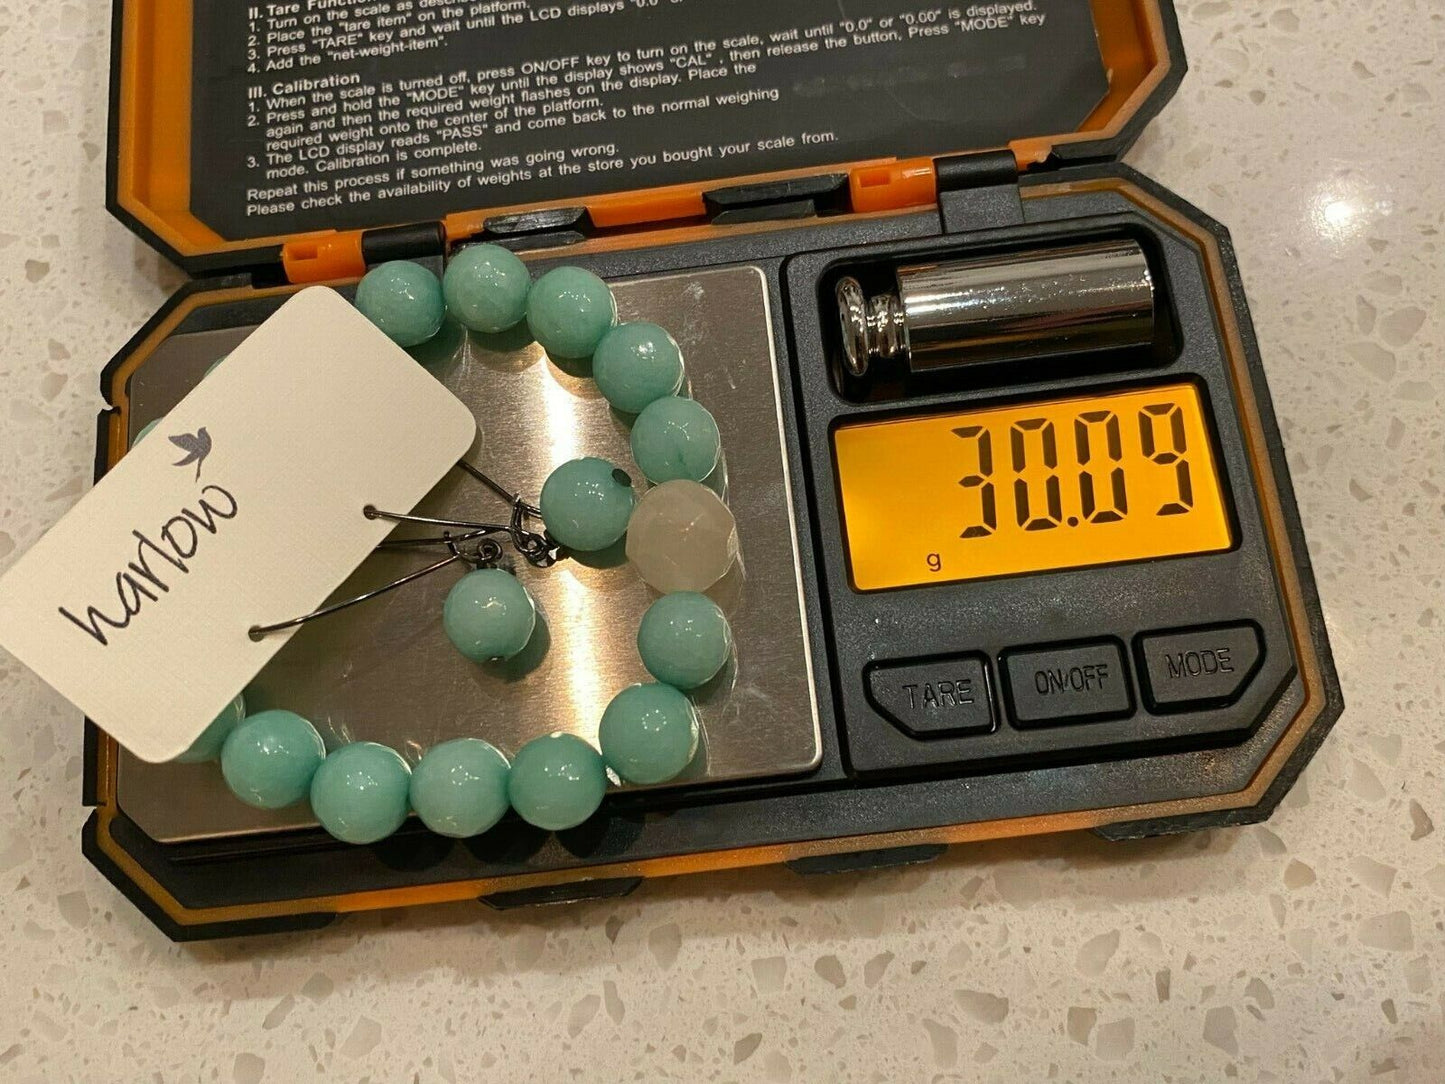 II. Tare Function
1. Turn on the scale as described
2. Place the "tare item" on the platform.
3. Press "TARE" key and wait until the LCD displays "0.0"
4. Add the "net-weight-item".
III. Calibration
1. When the scale is turned off, press ON/OFF key to turn on the scale, wait until "0.0" or "0.00" is displayed.
2. Press and hold the "MODE" key until the display shows "CAL" , then release the button, Press "MODE" key
again and then the required weight flashes on the display. Place the
required weight onto the center of the platform.
3. The LCD display reads "PASS" and come back to the normal weighing
mode. Calibration is complete.
Repeat this process if something was going wrong.
Please check the availability of weights at the store you bought your scale from.
harlow
30.09
g
TARE
ON/OFF
MODE